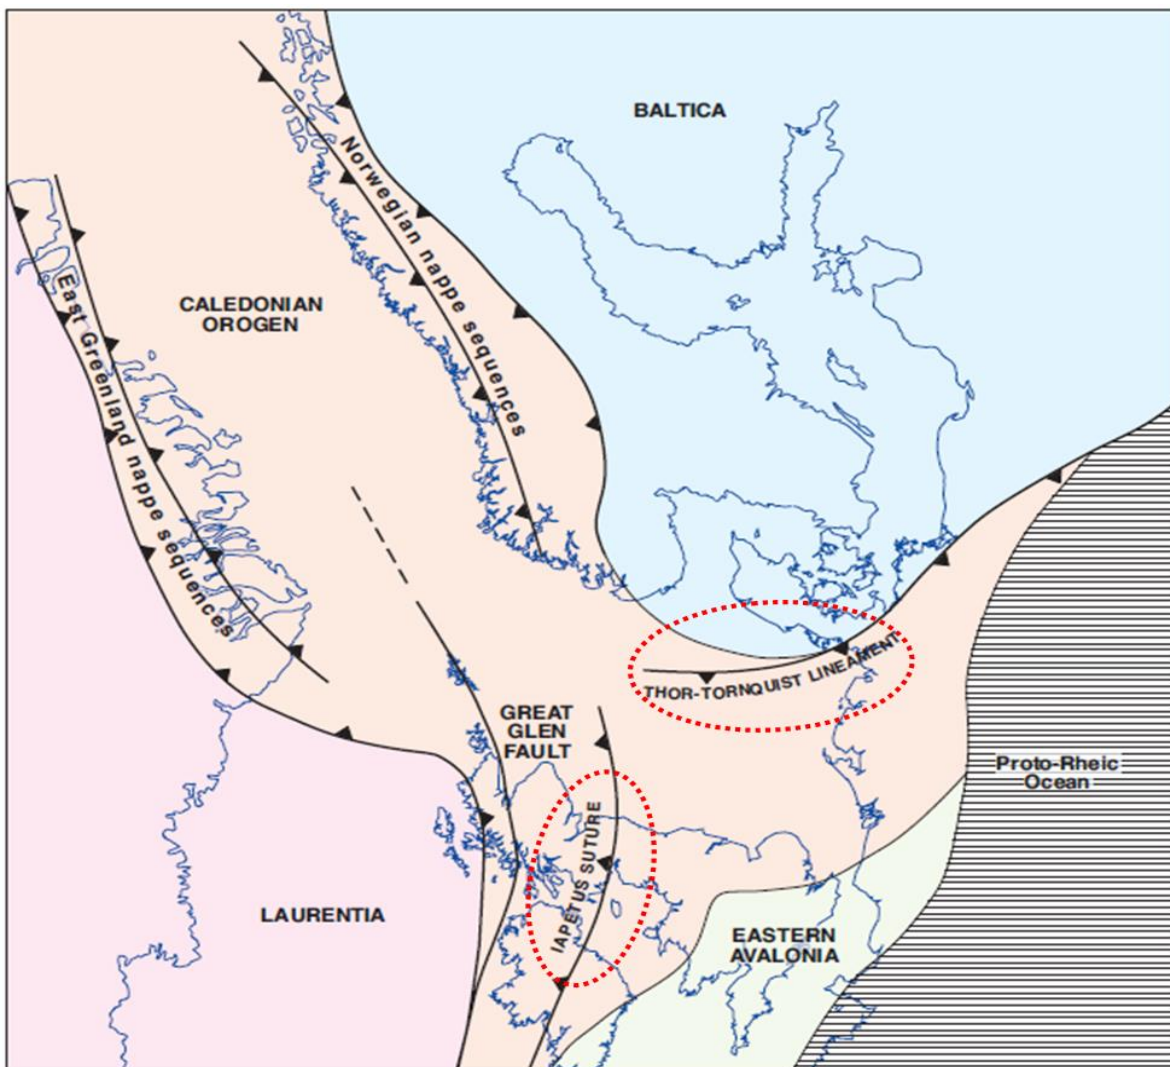 BALTICA
Norwegian nappe sequences
CALEDONIAN
OROGEN
East Greenland nappe sequences
THOR-TORNQUIST LINEAMENT
GREAT
GLEN
FAULT
Proto-Rheic
Ocean
IAPETUS SUTURE
LAURENTIA
EASTERN
AVALONIA